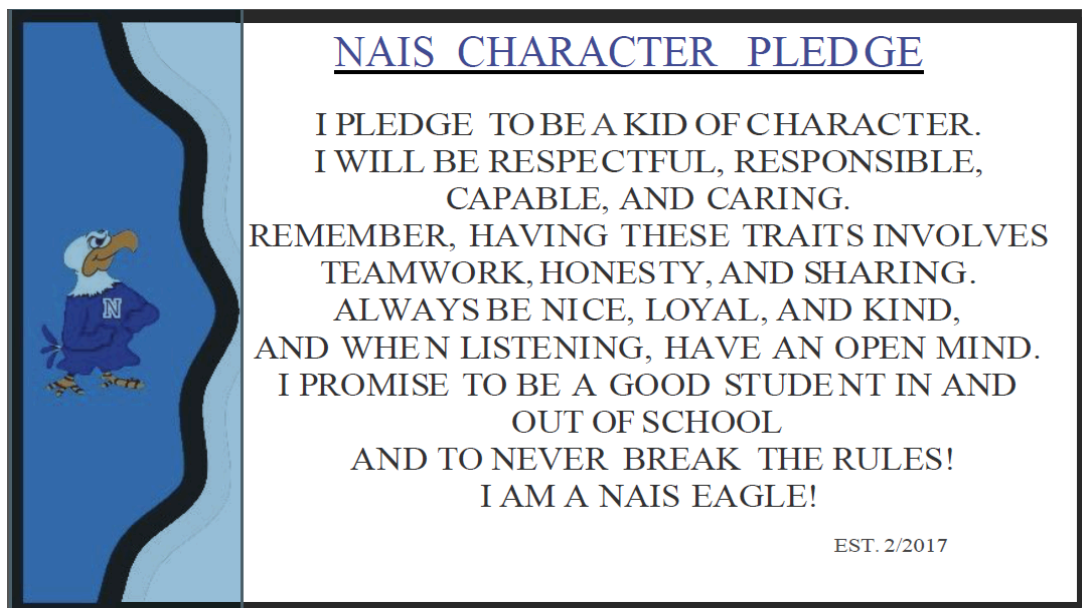 NAIS CHARACTER PLEDGE
I PLEDGE TO BE A KID OF CHARACTER.
I WILL BE RESPECTFUL, RESPONSIBLE,
CAPABLE, AND CARING.
REMEMBER, HAVING THESE TRAITS INVOLVES
TEAMWORK, HONESTY, AND SHARING.
ALWAYS BE NICE, LOYAL, AND KIND,
AND WHEN LISTENING, HAVE AN OPEN MIND.
I PROMISE TO BE A GOOD STUDENT IN AND
OUT OF SCHOOL
AND TO NEVER BREAK THE RULES!
I AM A NAIS EAGLE!
EST. 2/2017
N